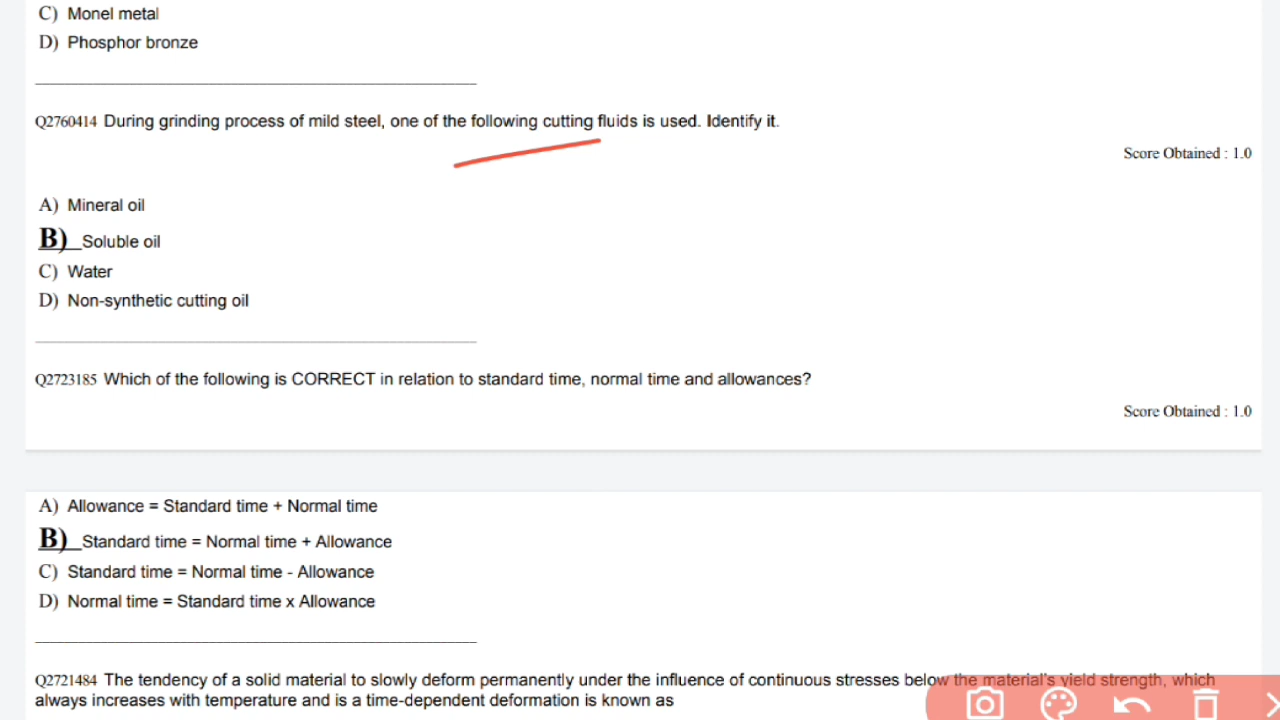 C) Monel metal
D) Phosphor bronze
Q2760414 During grinding process of mild steel, one of the following cutting fluids is used. Identify it.
Score Obtained : 1.0
A) Mineral oil
B) Soluble oil
C) Water
D) Non-synthetic cutting oil
Q2723185 Which of the following is CORRECT in relation to standard time, normal time and allowances?
Score Obtained : 1.0
A) Allowance = Standard time + Normal time
B) Standard time = Normal time + Allowance
C) Standard time = Normal time - Allowance
D) Normal time = Standard time x Allowance
Q2721484 The tendency of a solid material to slowly deform permanently under the influence of continuous stresses below the material's yield strength, which
always increases with temperature and is a time-dependent deformation is known as